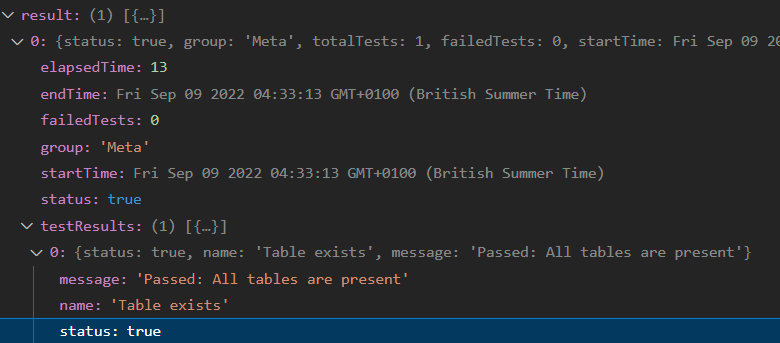 result: (1) [{…}]
0: {status: true, group: 'Meta', totalTests: 1, failedTests: 0, startTime: Fri Sep 09 20
elapsedTime: 13
endTime: Fri Sep 09 2022 04:33:13 GMT+0100 (British Summer Time)
failedTests: 0
group: 'Meta'
startTime: Fri Sep 09 2022 04:33:13 GMT+0100 (British Summer Time)
status: true
testResults: (1) [{…}]
0: {status: true, name: 'Table exists', message: 'Passed: All tables are present'}
message: 'Passed: All tables are present'
name: 'Table exists'
status: true